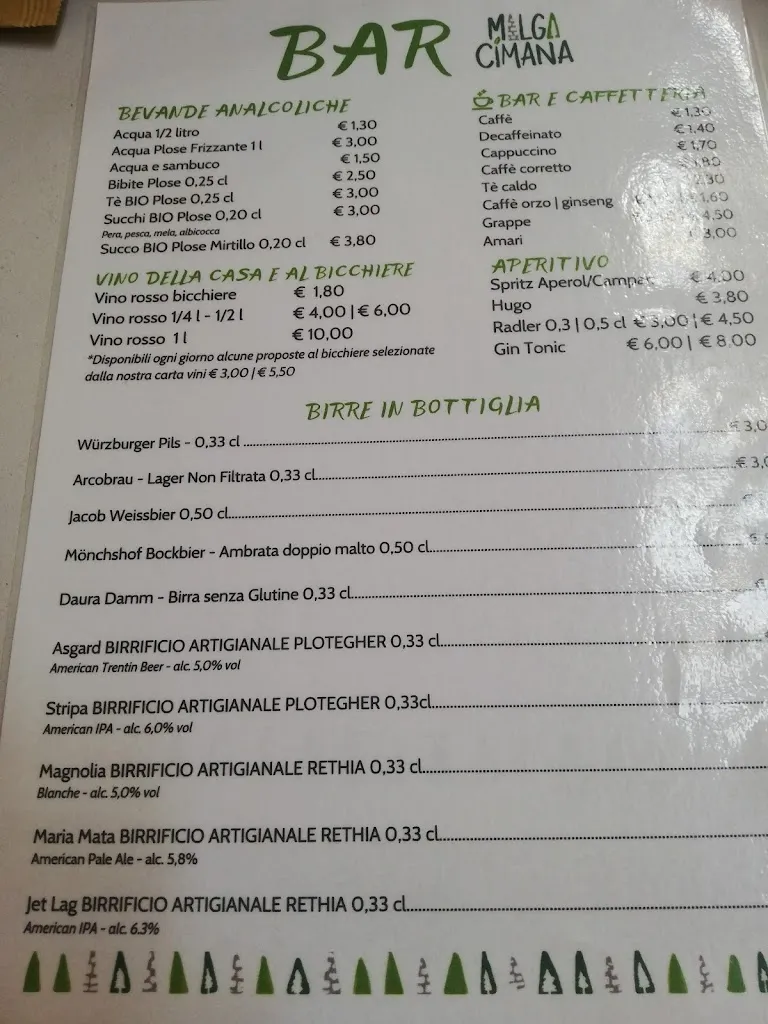 BAR
MALGA
CIMANA
BEVANDE ANALCOLICHE
Acqua 1/2 litro € 1,30
Acqua Plose Frizzante 1 l € 3,00
Acqua e sambuco € 1,50
Bibite Plose 0,25 cl € 2,50
Tè BIO Plose 0,25 cl € 3,00
Succhi BIO Plose 0,20 cl € 3,00
Pera, pesca, mela, albicocca
Succo BIO Plose Mirtillo 0,20 cl € 3,80
VINO DELLA CASA E AL BICCHIERE
Vino rosso bicchiere € 1,80
Vino rosso 1/4 l - 1/2 l € 4,00 | € 6,00
Vino rosso 1 l € 10,00
*Disponibili ogni giorno alcune proposte al bicchiere selezionate
dalla nostra carta vini € 3,00 | € 5,50
BAR E CAFFETTERIA
Caffè € 1,30
Decaffeinato € 1,40
Cappuccino € 1,70
Caffè corretto
Tè caldo
Caffè orzo | ginseng 1,60
Grappe 4,50
Amari 3,00
APERITIVO
Spritz Aperol/Campari € 4,00
Hugo € 3,80
Radler 0,3 | 0,5 cl € 3,00 | € 4,50
Gin Tonic € 6,00 | € 8,00
BIRRE IN BOTTIGLIA
Würzburger Pils - 0,33 cl € 3,0
Arcobrau - Lager Non Filtrata 0,33 cl € 3,0
Jacob Weissbier 0,50 cl
Mönchshof Bockbier - Ambrata doppio malto 0,50 cl €
Daura Damm - Birra senza Glutine 0,33 cl €
Asgard BIRRIFICIO ARTIGIANALE PLOTEGHER 0,33 cl
American Trentin Beer - alc. 5,0% vol
Stripa BIRRIFICIO ARTIGIANALE PLOTEGHER 0,33cl
American IPA - alc. 6,0% vol
Magnolia BIRRIFICIO ARTIGIANALE RETHIA 0,33 cl
Blanche - alc. 5,0% vol
Maria Mata BIRRIFICIO ARTIGIANALE RETHIA 0,33 cl
American Pale Ale - alc. 5,8%
Jet Lag BIRRIFICIO ARTIGIANALE RETHIA 0,33 cl
American IPA - alc. 6.3%